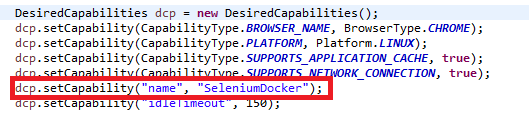 DesiredCapabilities dcp = new DesiredCapabilities();
dcp.setCapability(CapabilityType.BROWSER_NAME, BrowserType.CHROME);
dcp.setCapability(CapabilityType.PLATFORM, Platform.LINUX);
dcp.setCapability(CapabilityType.SUPPORTS_APPLICATION_CACHE, true);
dcp.setCapability(CapabilityType.SUPPORTS_NETWORK_CONNECTION, true);
dcp.setCapability("name", "SeleniumDocker");
dcp.setCapability("idleTimeout", 150);